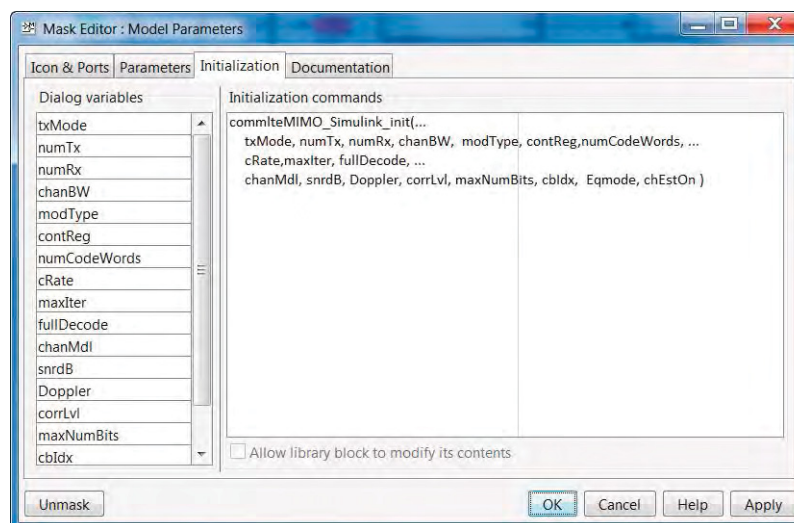 Mask Editor : Model Parameters
Icon & Ports Parameters Initialization Documentation
Dialog variables
txMode
numTx
numRx
chanBW
modType
contReg
numCodeWords
cRate
maxIter
fullDecode
chanMdl
snrdB
Doppler
corrLvl
maxNumBits
cbIdx
Initialization commands
commlteMIMO_Simulink_init(...
txMode, numTx, numRx, chanBW, modType, contReg,numCodeWords, ...
cRate,maxIter, fullDecode, ...
chanMdl, snrdB, Doppler, corrLvl, maxNumBits, cbIdx, Eqmode, chEstOn )
Allow library block to modify its contents
Unmask OK Cancel Help Apply